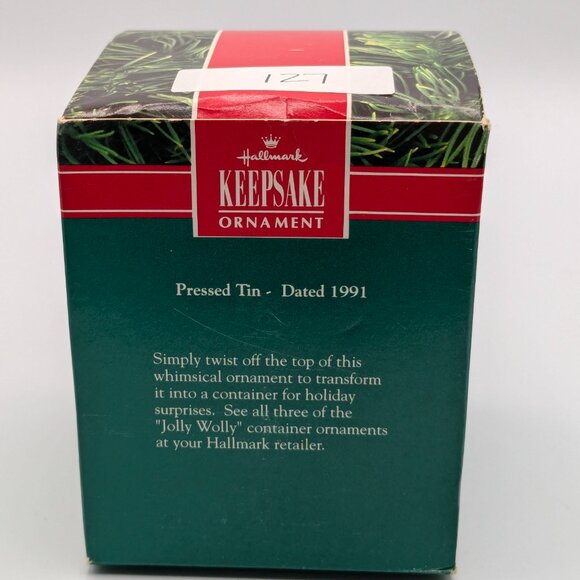 127
Hallmark
KEEPSAKE
ORNAMENT
Pressed Tin - Dated 1991
Simply twist off the top of this
whimsical ornament to transform
it into a container for holiday
surprises. See all three of the
"Jolly Wolly" container ornaments
at your Hallmark retailer.